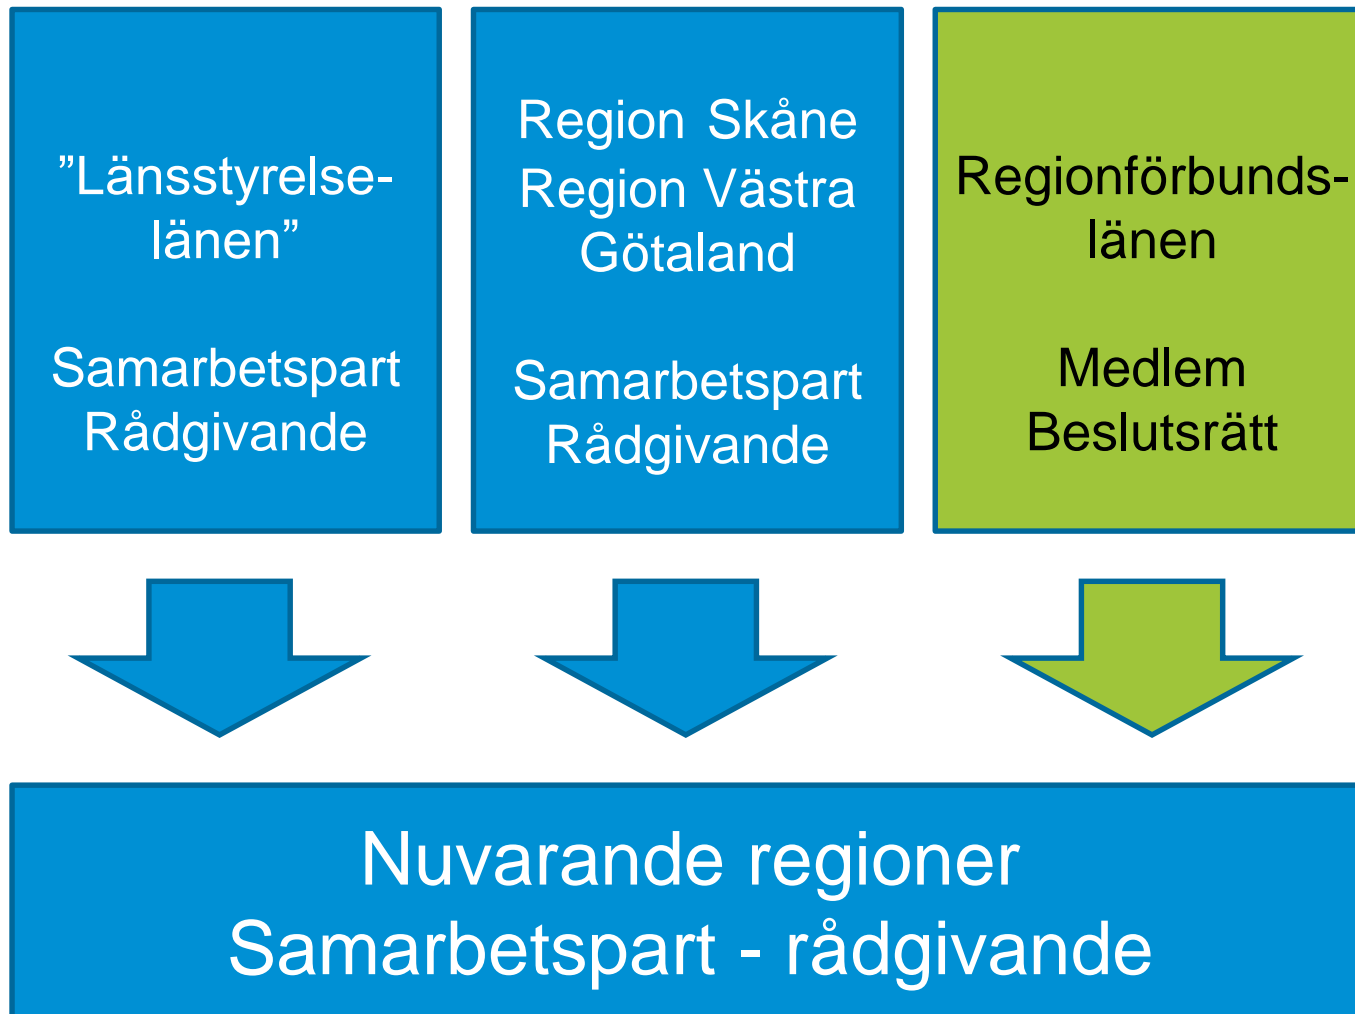 ”Länsstyrelse-
länen”
Samarbetspart
Rådgivande
Region Skåne
Region Västra
Götaland
Samarbetspart
Rådgivande
Regionförbunds-
länen
Medlem
Beslutsrätt
Nuvarande regioner
Samarbetspart - rådgivande